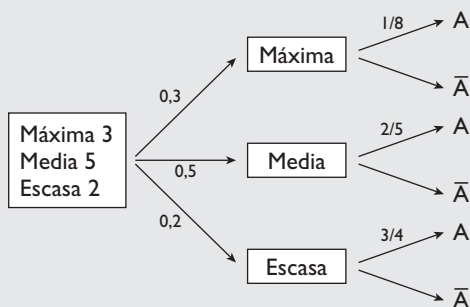 Máxima 3
Media 5
Escasa 2
0,3
0,5
0,2
Máxima
1/8
A
A̅
Media
2/5
A
A̅
Escasa
3/4
A
A̅